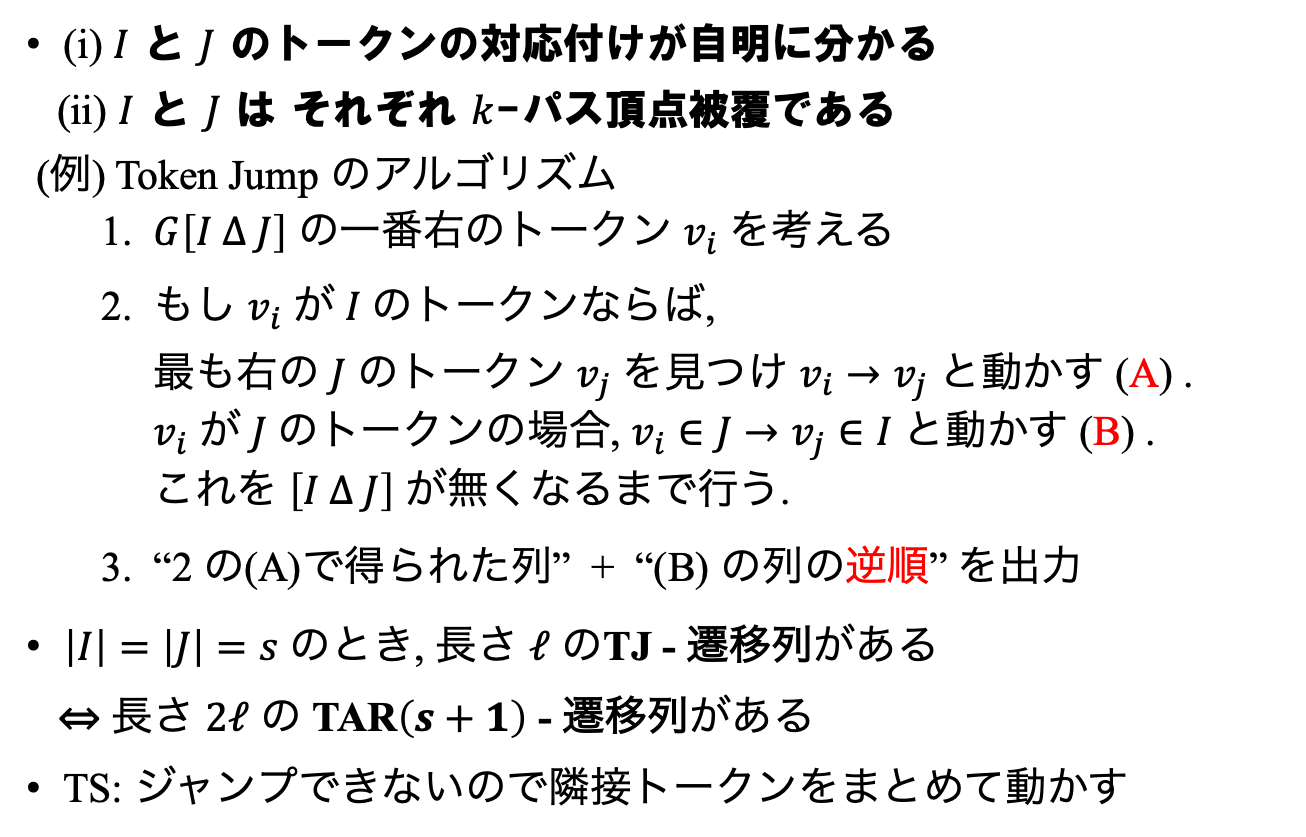 • (i) I と J のトークンの対応付けが自明に分かる
(ii) I と J は それぞれ k-パス頂点被覆である
(例) Token Jump のアルゴリズム
1. G[I Δ J] の一番右のトークン vᵢ を考える
2. もし vᵢ が I のトークンならば,
最も右の J のトークン vⱼ を見つけ vᵢ → vⱼ と動かす (A) .
vᵢ が J のトークンの場合, vᵢ ∈ J → vⱼ ∈ I と動かす (B) .
これを [I Δ J] が無くなるまで行う.
3. “2 の(A)で得られた列” + “(B) の列の逆順” を出力
• |I| = |J| = s のとき, 長さ ℓ のTJ - 遷移列がある
⇔ 長さ 2ℓ の TAR(s + 1) - 遷移列がある
• TS: ジャンプできないので隣接トークンをまとめて動かす